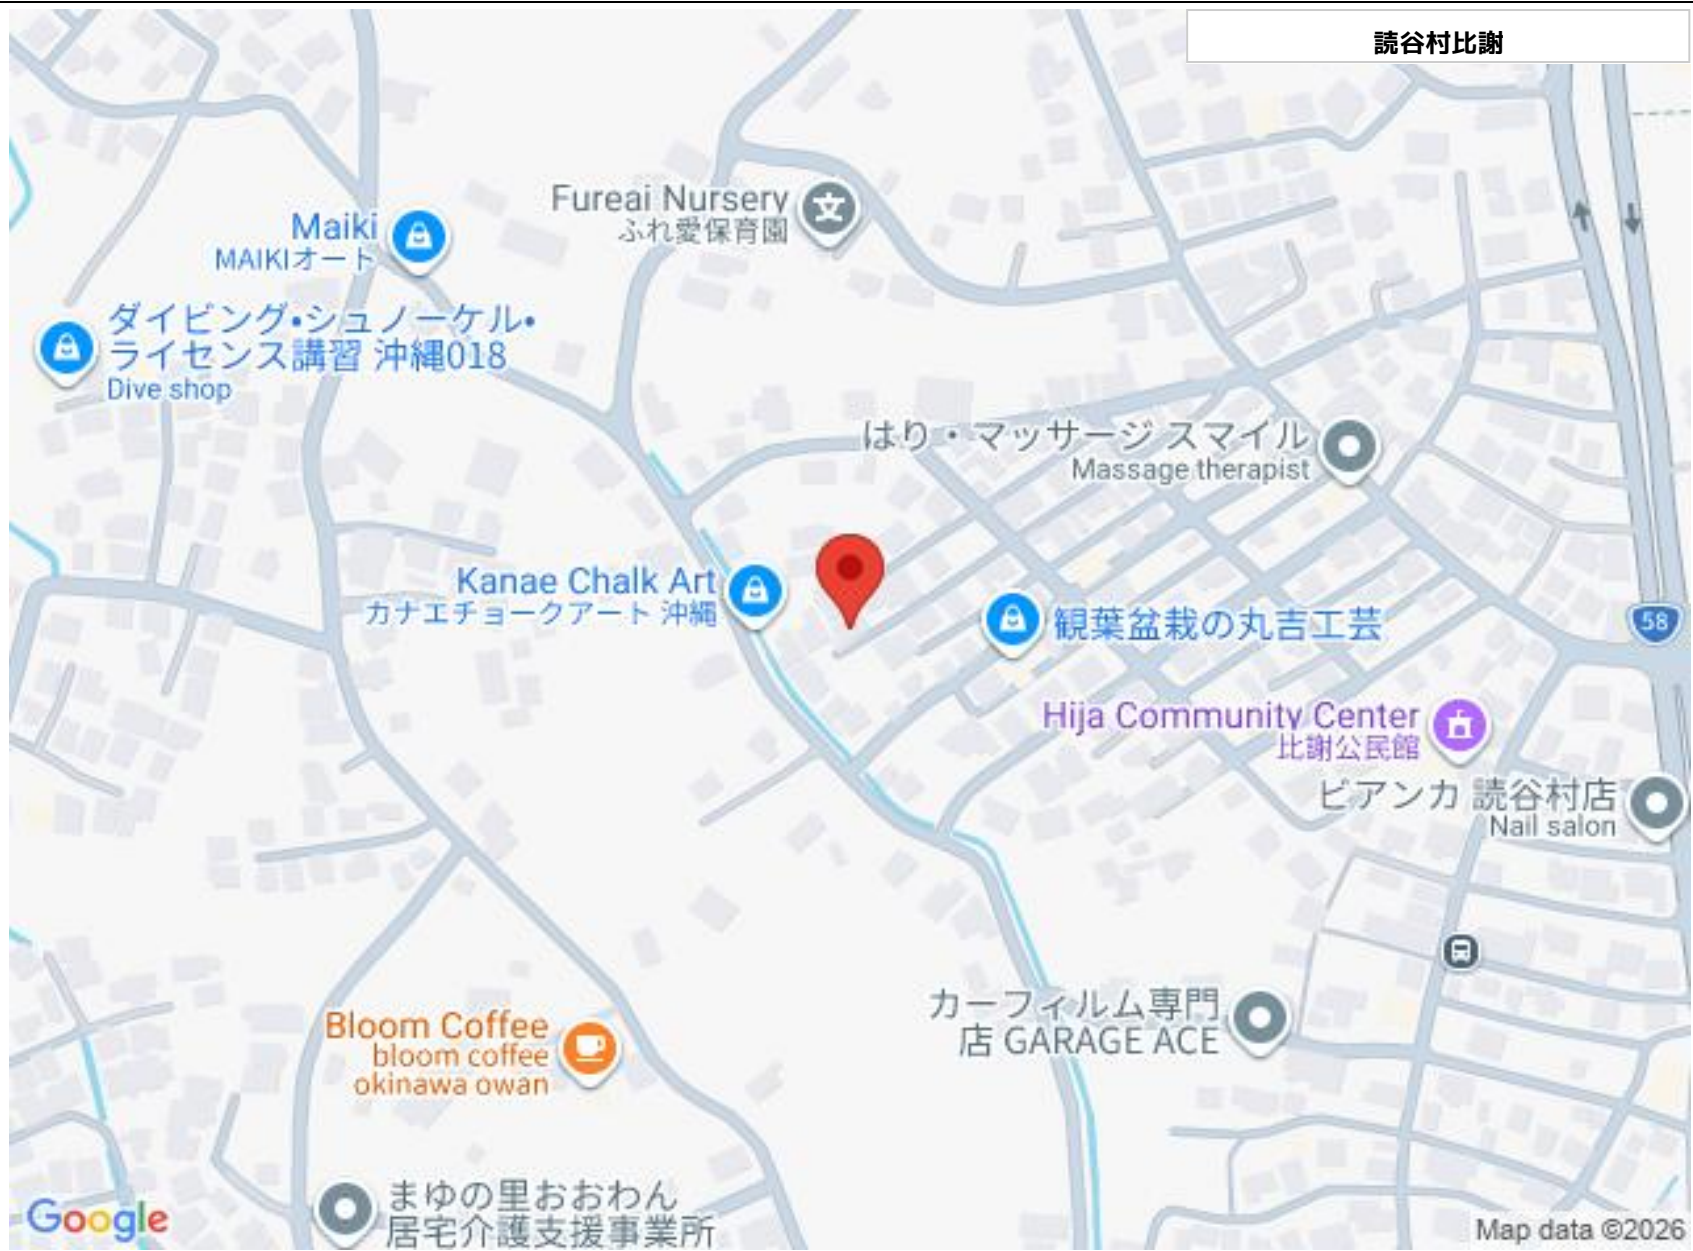 読谷村比謝
Fureai Nursery
ふれ愛保育園
Maiki
MAIKIオート
ダイビング•シュノーケル•
ライセンス講習 沖縄018
Dive shop
はり・マッサージ スマイル
Massage therapist
Kanae Chalk Art
カナエチョークアート 沖縄
観葉盆栽の丸吉工芸
58
Hija Community Center
比謝公民館
ビアンカ 読谷村店
Nail salon
カーフィルム専門
店 GARAGE ACE
Bloom Coffee
bloom coffee
okinawa owan
まゆの里おおわん
居宅介護支援事業所
Google
Map data ©2026